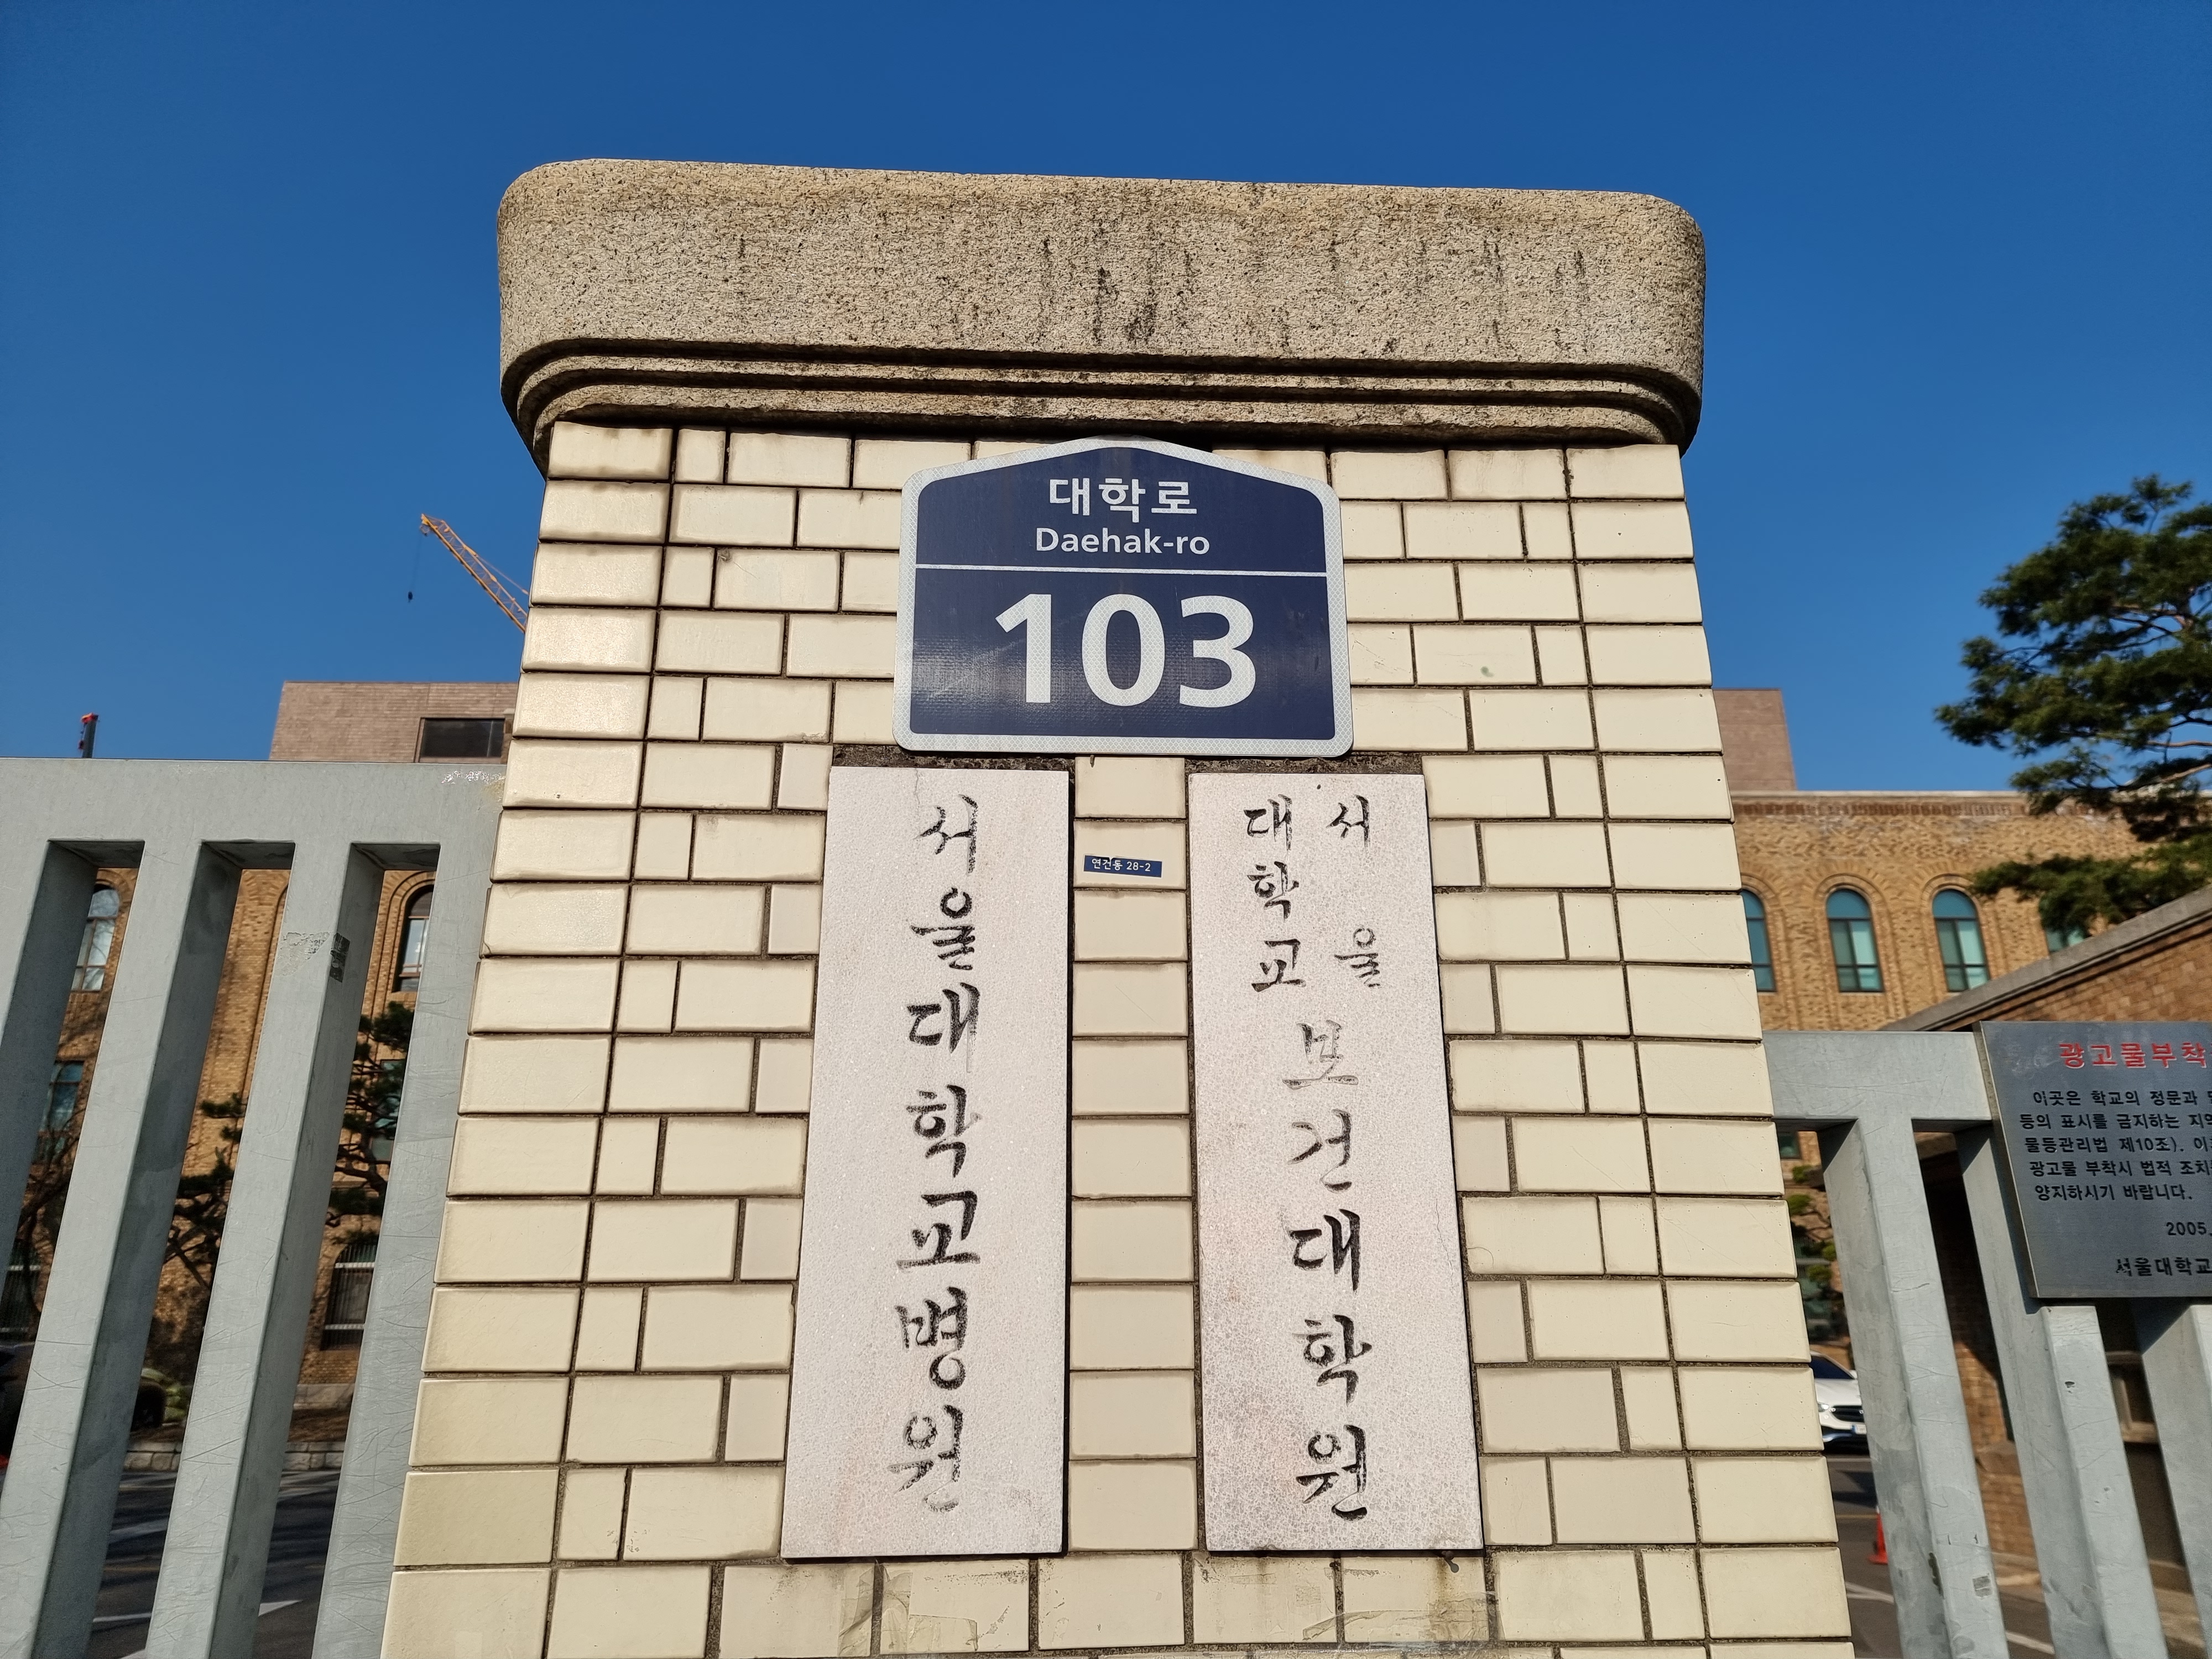 대학로
Daehak-ro
103
서울대학교병원
연건동 28-2
서울
대학교
보건대학원
광고물부착
이곳은 학교의 정문과
등의 표시를 금지하는 지역
물등관리법 제10조). 이
광고물 부착시 법적 조치
양지하시기 바랍니다.
2005.
서울대학교